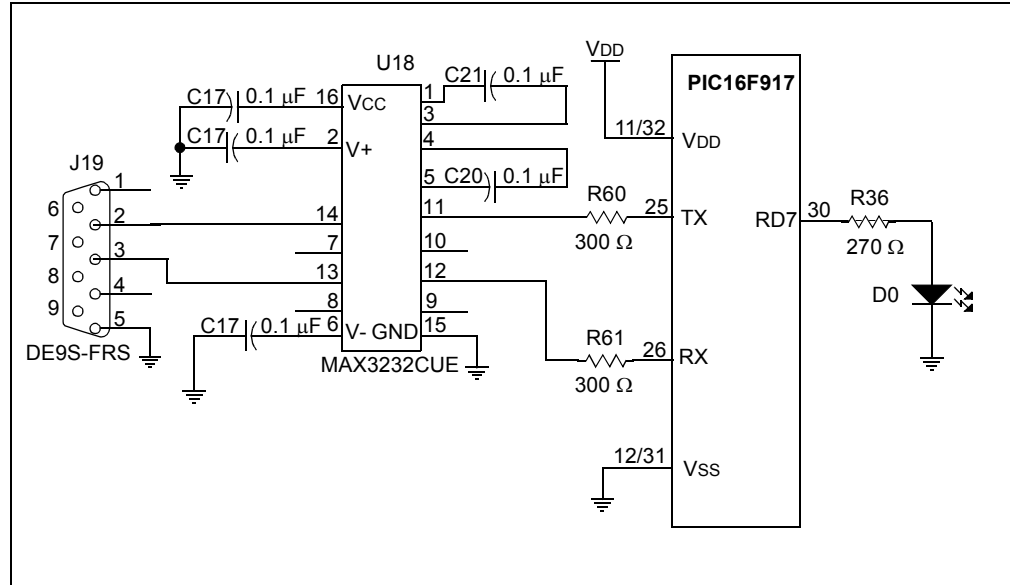 U18
C17 0.1 μF 16 VCC
C17 0.1 μF 2 V+
1 C21 0.1 μF
3
4
5 C20 0.1 μF
J19
1
6
2
7
3
8
4
9
5
DE9S-FRS
14
7
13
8
C17 0.1 μF 6 V- GND 15
11
10
12
9
MAX3232CUE
R60
300 Ω
R61
300 Ω
VDD
PIC16F917
11/32 VDD
25 TX
26 RX
12/31 VSS
RD7 30 R36
270 Ω
D0